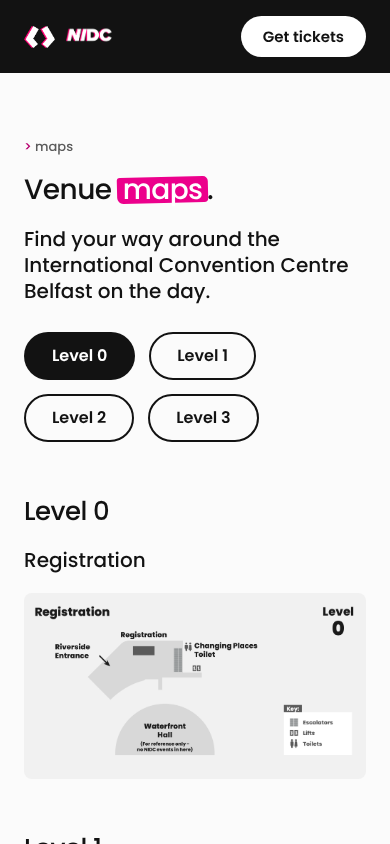 NIDC
Get tickets
> maps
Venue maps.
Find your way around the
International Convention Centre
Belfast on the day.
Level 0
Level 1
Level 2
Level 3
Level 0
Registration
Registration
Level
0
Registration
Riverside
Entrance
Changing Places
Toilet
Waterfront
Hall
(For reference only -
no NIDC events in here)
Key:
Escalators
Lifts
Toilets
Level 1